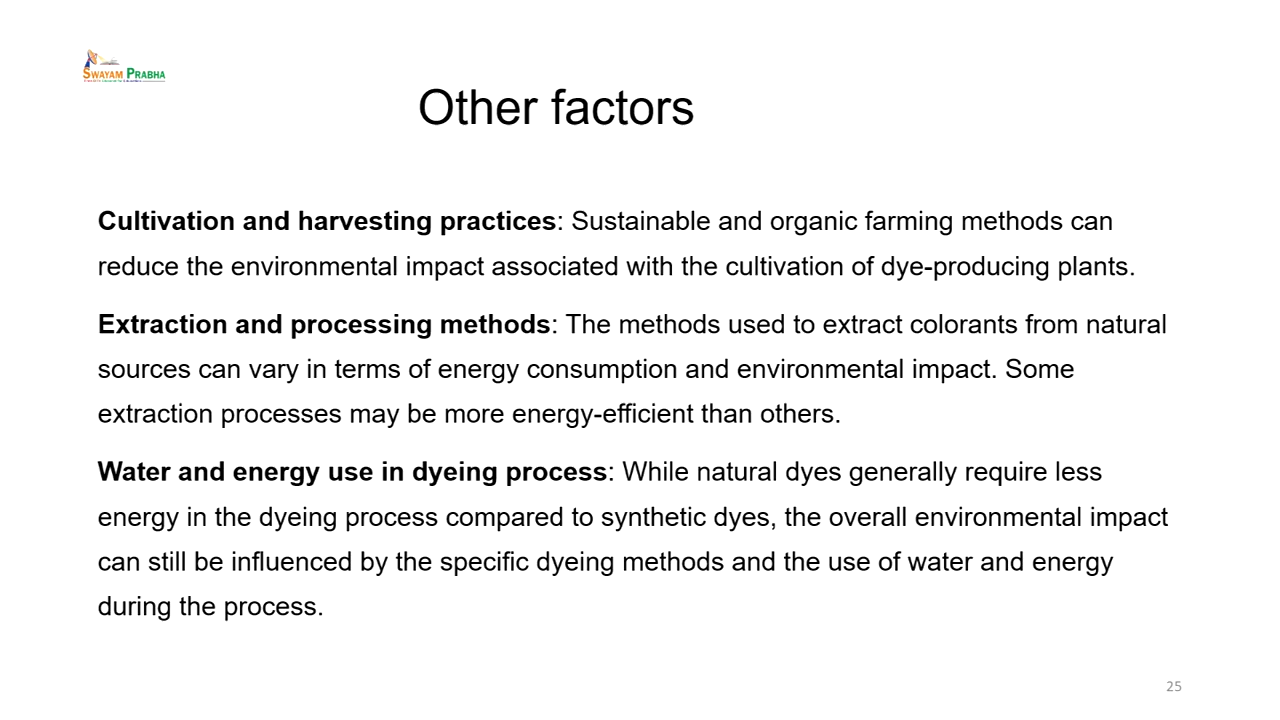 SWAYAM PRABHA
Other factors
Cultivation and harvesting practices: Sustainable and organic farming methods can
reduce the environmental impact associated with the cultivation of dye-producing plants.
Extraction and processing methods: The methods used to extract colorants from natural
sources can vary in terms of energy consumption and environmental impact. Some
extraction processes may be more energy-efficient than others.
Water and energy use in dyeing process: While natural dyes generally require less
energy in the dyeing process compared to synthetic dyes, the overall environmental impact
can still be influenced by the specific dyeing methods and the use of water and energy
during the process.
25